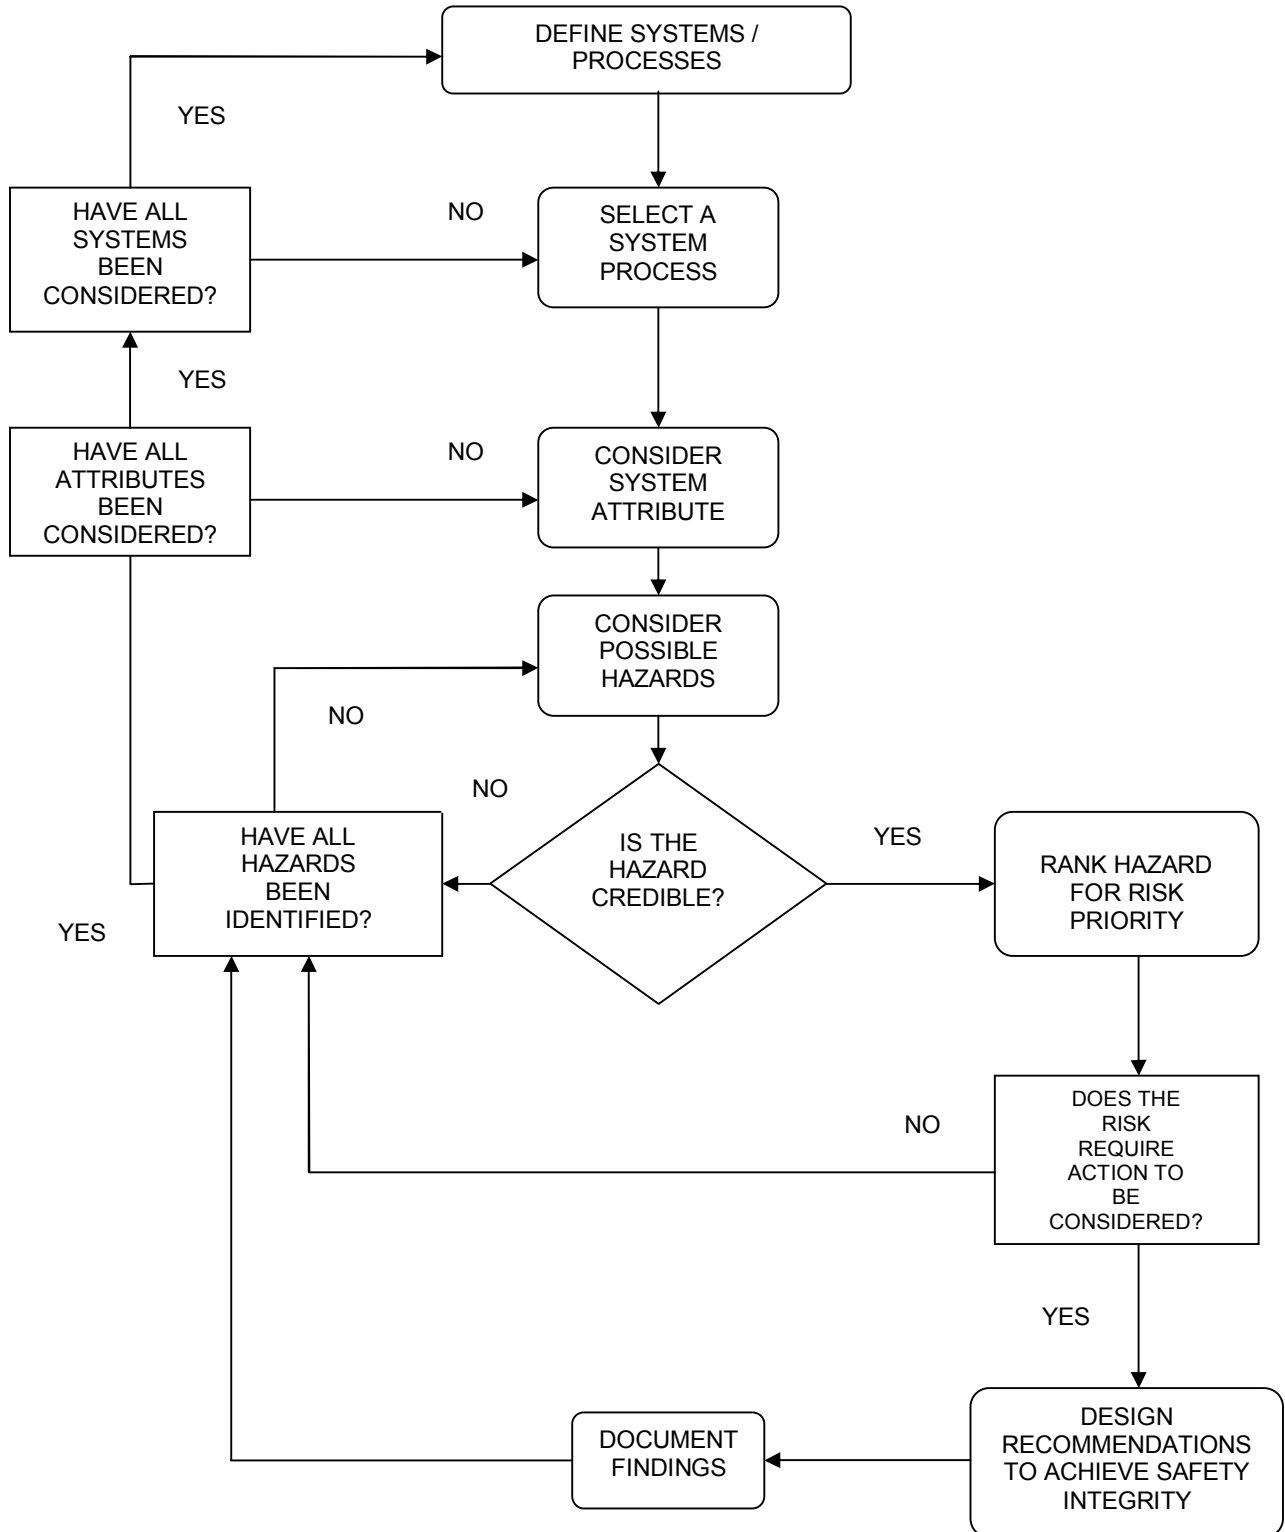 DEFINE SYSTEMS /
PROCESSES
YES
HAVE ALL
SYSTEMS
BEEN
CONSIDERED?
NO
SELECT A
SYSTEM
PROCESS
YES
HAVE ALL
ATTRIBUTES
BEEN
CONSIDERED?
NO
CONSIDER
SYSTEM
ATTRIBUTE
CONSIDER
POSSIBLE
HAZARDS
NO
NO
HAVE ALL
HAZARDS
BEEN
IDENTIFIED?
IS THE
HAZARD
CREDIBLE?
YES
RANK HAZARD
FOR RISK
PRIORITY
YES
DOES THE
RISK
REQUIRE
ACTION TO
BE
CONSIDERED?
NO
YES
DOCUMENT
FINDINGS
DESIGN
RECOMMENDATIONS
TO ACHIEVE SAFETY
INTEGRITY